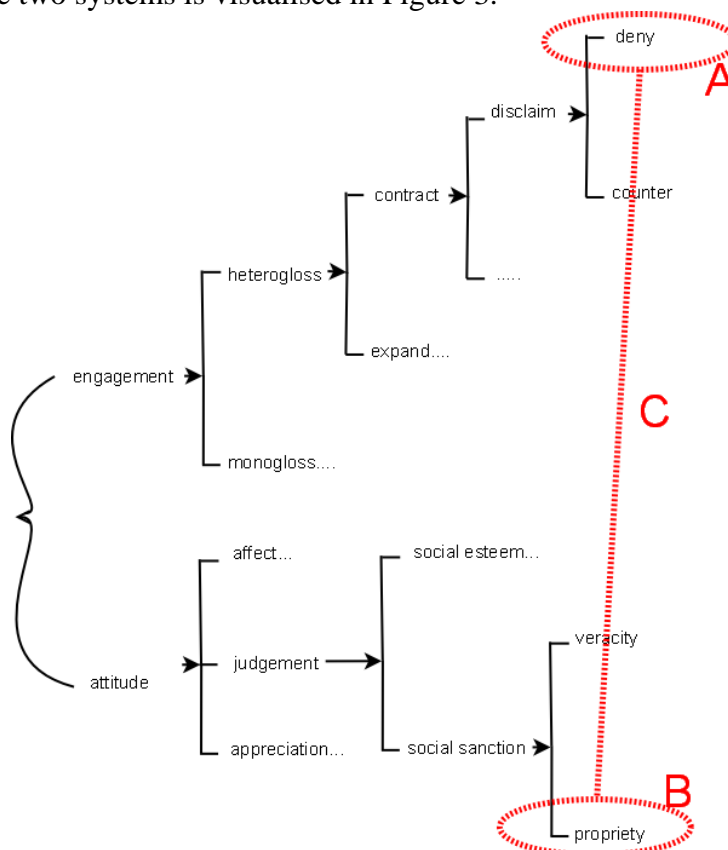 e two systems is visualised in Figure 3.
deny
A
disclaim
contract
counter
heterogloss
.....
expand....
engagement
C
monogloss....
affect...
social esteem...
veracity
judgement
attitude
appreciation...
social sanction
B
propriety